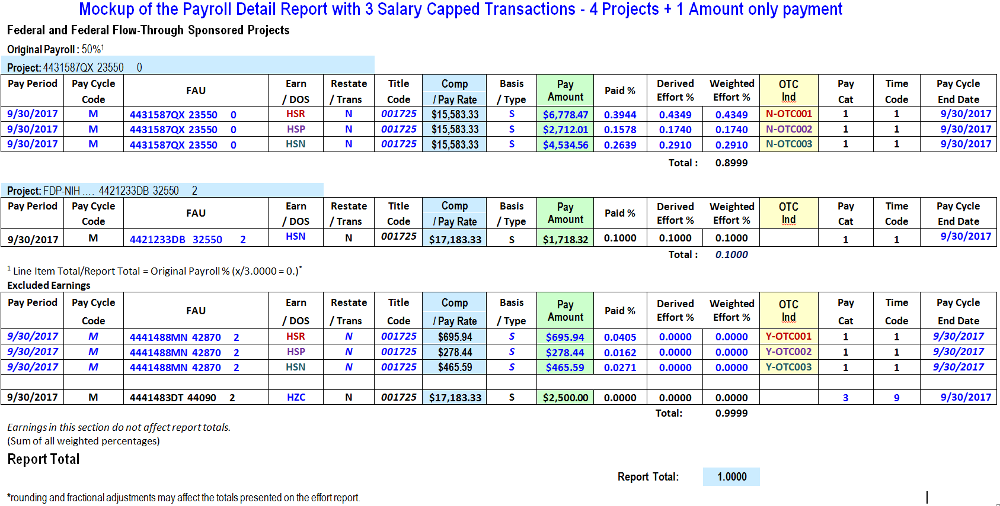 Mockup of the Payroll Detail Report with 3 Salary Capped Transactions - 4 Projects + 1 Amount only payment
Federal and Federal Flow-Through Sponsored Projects
Original Payroll : 50%¹
Project: 4431587QX 23550 0
Pay Period Pay Cycle Code FAU Earn / DOS Restate / Trans Title Code Comp / Pay Rate Basis / Type Pay Amount Paid % Derived Effort % Weighted Effort % OTC Ind Pay Cat Time Code Pay Cycle End Date
9/30/2017 M 4431587QX 23550 0 HSR N 001725 $15,583.33 S $6,778.47 0.3944 0.4349 0.4349 N-OTC001 1 1 9/30/2017
9/30/2017 M 4431587QX 23550 0 HSP N 001725 $15,583.33 S $2,712.01 0.1578 0.1740 0.1740 N-OTC002 1 1 9/30/2017
9/30/2017 M 4431587QX 23550 0 HSN N 001725 $15,583.33 S $4,534.56 0.2639 0.2910 0.2910 N-OTC003 1 1 9/30/2017
Total : 0.8999
Project: FDP-NIH .... 4421233DB 32550 2
Pay Period Pay Cycle Code FAU Earn / DOS Restate / Trans Title Code Comp / Pay Rate Basis / Type Pay Amount Paid % Derived Effort % Weighted Effort % OTC Ind Pay Cat Time Code Pay Cycle End Date
9/30/2017 M 4421233DB 32550 2 HSN N 001725 $17,183.33 S $1,718.32 0.1000 0.1000 0.1000 1 1 9/30/2017
Total : 0.1000
¹ Line Item Total/Report Total = Original Payroll % (x/3.0000 = 0.)*
Excluded Earnings
Pay Period Pay Cycle Code FAU Earn / DOS Restate / Trans Title Code Comp / Pay Rate Basis / Type Pay Amount Paid % Derived Effort % Weighted Effort % OTC Ind Pay Cat Time Code Pay Cycle End Date
9/30/2017 M 4441488MN 42870 2 HSR N 001725 $695.94 S $695.94 0.0405 0.0000 0.0000 Y-OTC001 1 1 9/30/2017
9/30/2017 M 4441488MN 42870 2 HSP N 001725 $278.44 S $278.44 0.0162 0.0000 0.0000 Y-OTC002 1 1 9/30/2017
9/30/2017 M 4441488MN 42870 2 HSN N 001725 $465.59 S $465.59 0.0271 0.0000 0.0000 Y-OTC003 1 1 9/30/2017
9/30/2017 M 4441483DT 44090 2 HZC N 001725 $17,183.33 S $2,500.00 0.0000 0.0000 0.0000 3 9 9/30/2017
Total: 0.9999
Earnings in this section do not affect report totals.
(Sum of all weighted percentages)
Report Total
Report Total: 1.0000
*rounding and fractional adjustments may affect the totals presented on the effort report.